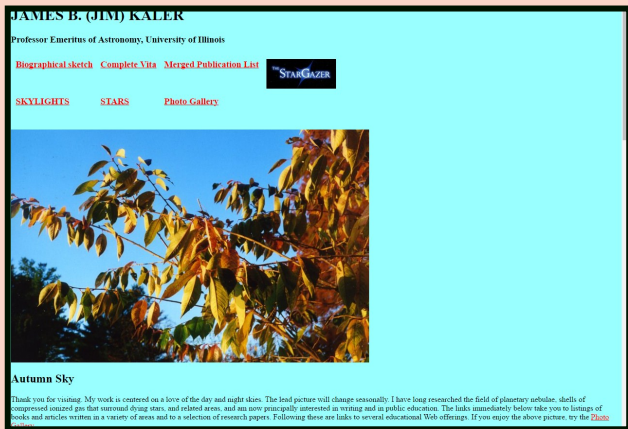 JAMES B. (JIM) KALER
Professor Emeritus of Astronomy, University of Illinois
Biographical sketch Complete Vita Merged Publication List THE STARGAZER
SKYLIGHTS STARS Photo Gallery
Autumn Sky
Thank you for visiting. My work is centered on a love of the day and night skies. The lead picture will change seasonally. I have long researched the field of planetary nebulae, shells of
compressed ionized gas that surround dying stars, and related areas, and am now principally interested in writing and in public education. The links immediately below take you to listings of
books and articles written in a variety of areas and to a selection of research papers. Following these are links to several educational Web offerings. If you enjoy the above picture, try the Photo
Gallery